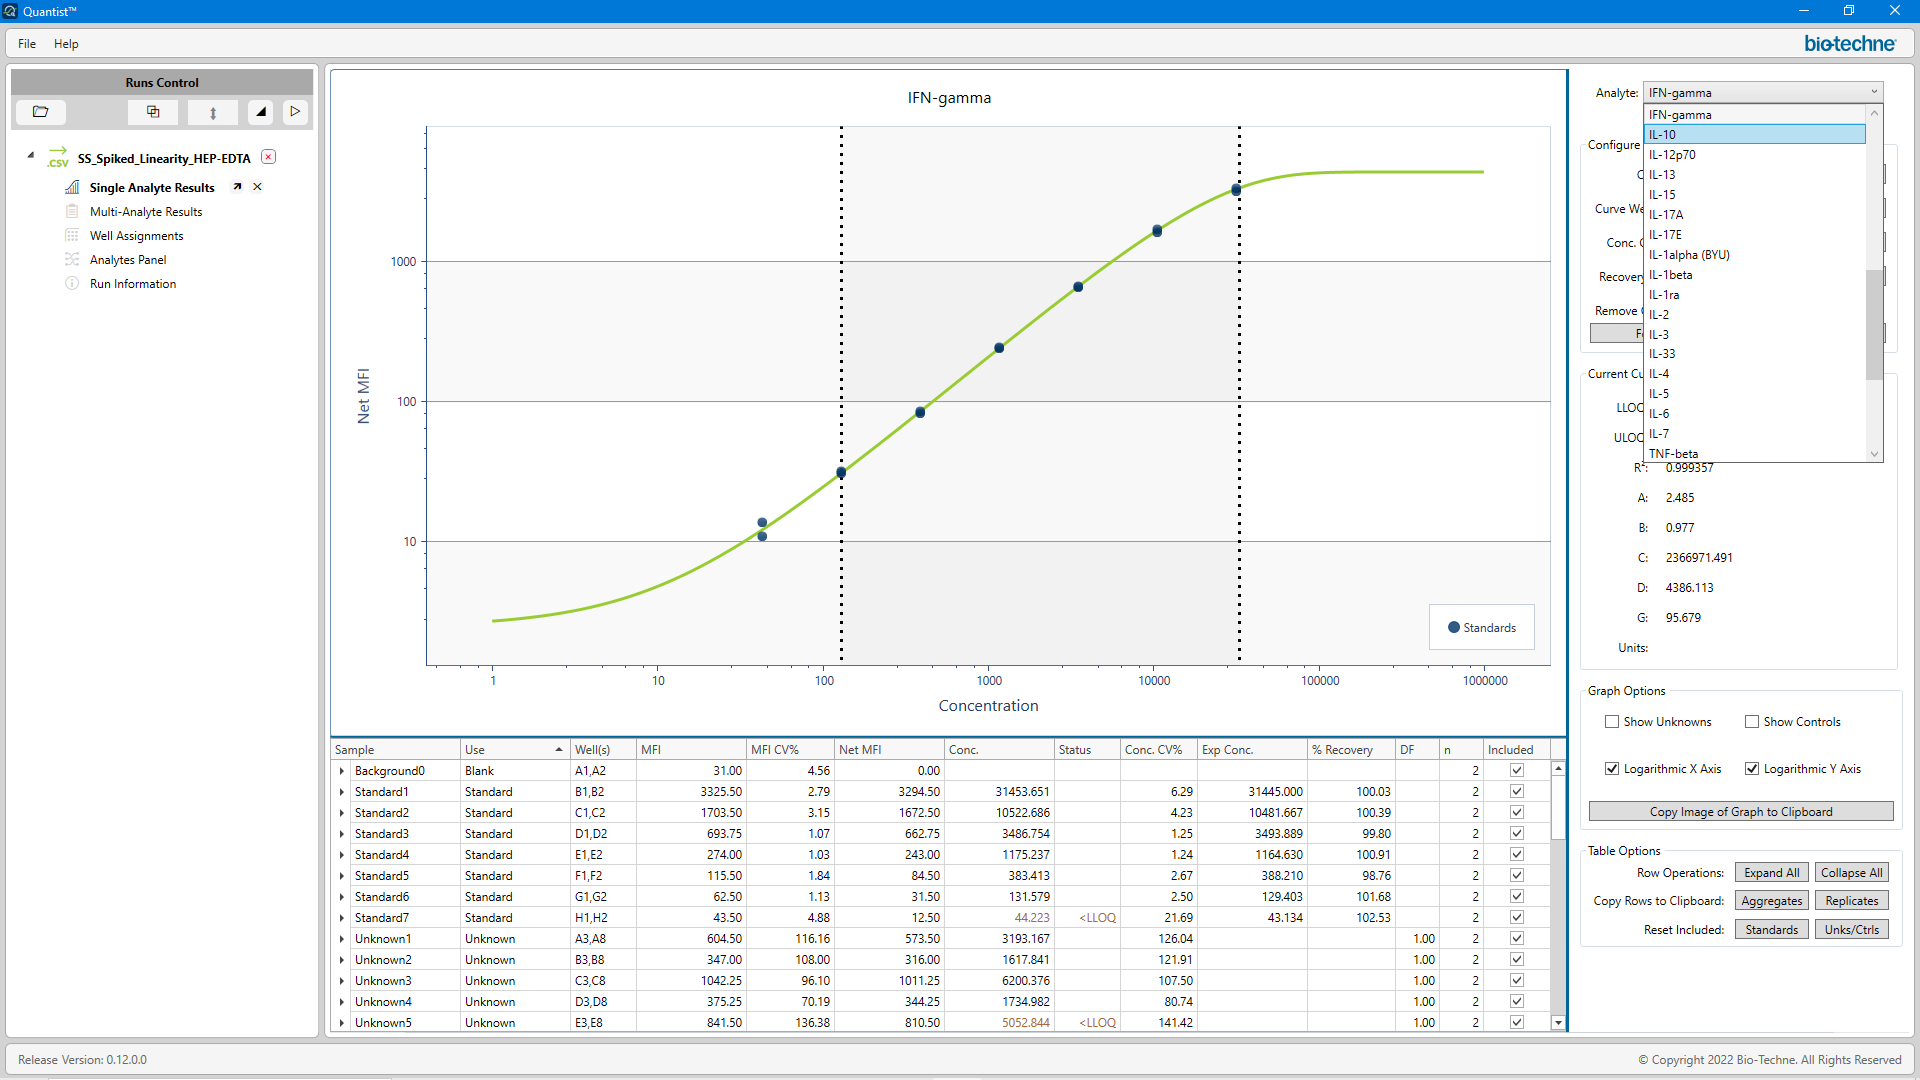 Quantist™
File Help
bio-techne
Runs Control
.csv SS_Spiked_Linearity_HEP-EDTA
Single Analyte Results
Multi-Analyte Results
Well Assignments
Analytes Panel
Run Information
IFN-gamma
Net MFI
1000
100
10
Standards
1 10 100 1000 10000 100000 1000000
Concentration
Sample Use Well(s) MFI MFI CV% Net MFI Conc. Status Conc. CV% Exp Conc. % Recovery DF n Included
Background0 Blank A1,A2 31.00 4.56 0.00 2
Standard1 Standard B1,B2 3325.50 2.79 3294.50 31453.651 6.29 31445.000 100.03 2
Standard2 Standard C1,C2 1703.50 3.15 1672.50 10522.686 4.23 10481.667 100.39 2
Standard3 Standard D1,D2 693.75 1.07 662.75 3486.754 1.25 3493.889 99.80 2
Standard4 Standard E1,E2 274.00 1.03 243.00 1175.237 1.24 1164.630 100.91 2
Standard5 Standard F1,F2 115.50 1.84 84.50 383.413 2.67 388.210 98.76 2
Standard6 Standard G1,G2 62.50 1.13 31.50 131.579 2.50 129.403 101.68 2
Standard7 Standard H1,H2 43.50 4.88 12.50 44.223 <LLOQ 21.69 43.134 102.53 2
Unknown1 Unknown A3,A8 604.50 116.16 573.50 3193.167 126.04 1.00 2
Unknown2 Unknown B3,B8 347.00 108.00 316.00 1617.841 121.91 1.00 2
Unknown3 Unknown C3,C8 1042.25 96.10 1011.25 6200.376 107.50 1.00 2
Unknown4 Unknown D3,D8 375.25 70.19 344.25 1734.982 80.74 1.00 2
Unknown5 Unknown E3,E8 841.50 136.38 810.50 5052.844 <LLOQ 141.42 1.00 2
Analyte: IFN-gamma
IFN-gamma
IL-10
IL-12p70
IL-13
IL-15
IL-17A
IL-17E
IL-1alpha (BYU)
IL-1beta
IL-1ra
IL-2
IL-3
IL-33
IL-4
IL-5
IL-6
IL-7
TNF-beta
Configure
Curve We
Conc. C
Recovery
Remove
Current Cu
LLOQ
ULOQ
R²: 0.999357
A: 2.485
B: 0.977
C: 2366971.491
D: 4386.113
G: 95.679
Units:
Graph Options
Show Unknowns Show Controls
Logarithmic X Axis Logarithmic Y Axis
Copy Image of Graph to Clipboard
Table Options
Row Operations: Expand All Collapse All
Copy Rows to Clipboard: Aggregates Replicates
Reset Included: Standards Unks/Ctrls
Release Version: 0.12.0.0
© Copyright 2022 Bio-Techne. All Rights Reserved